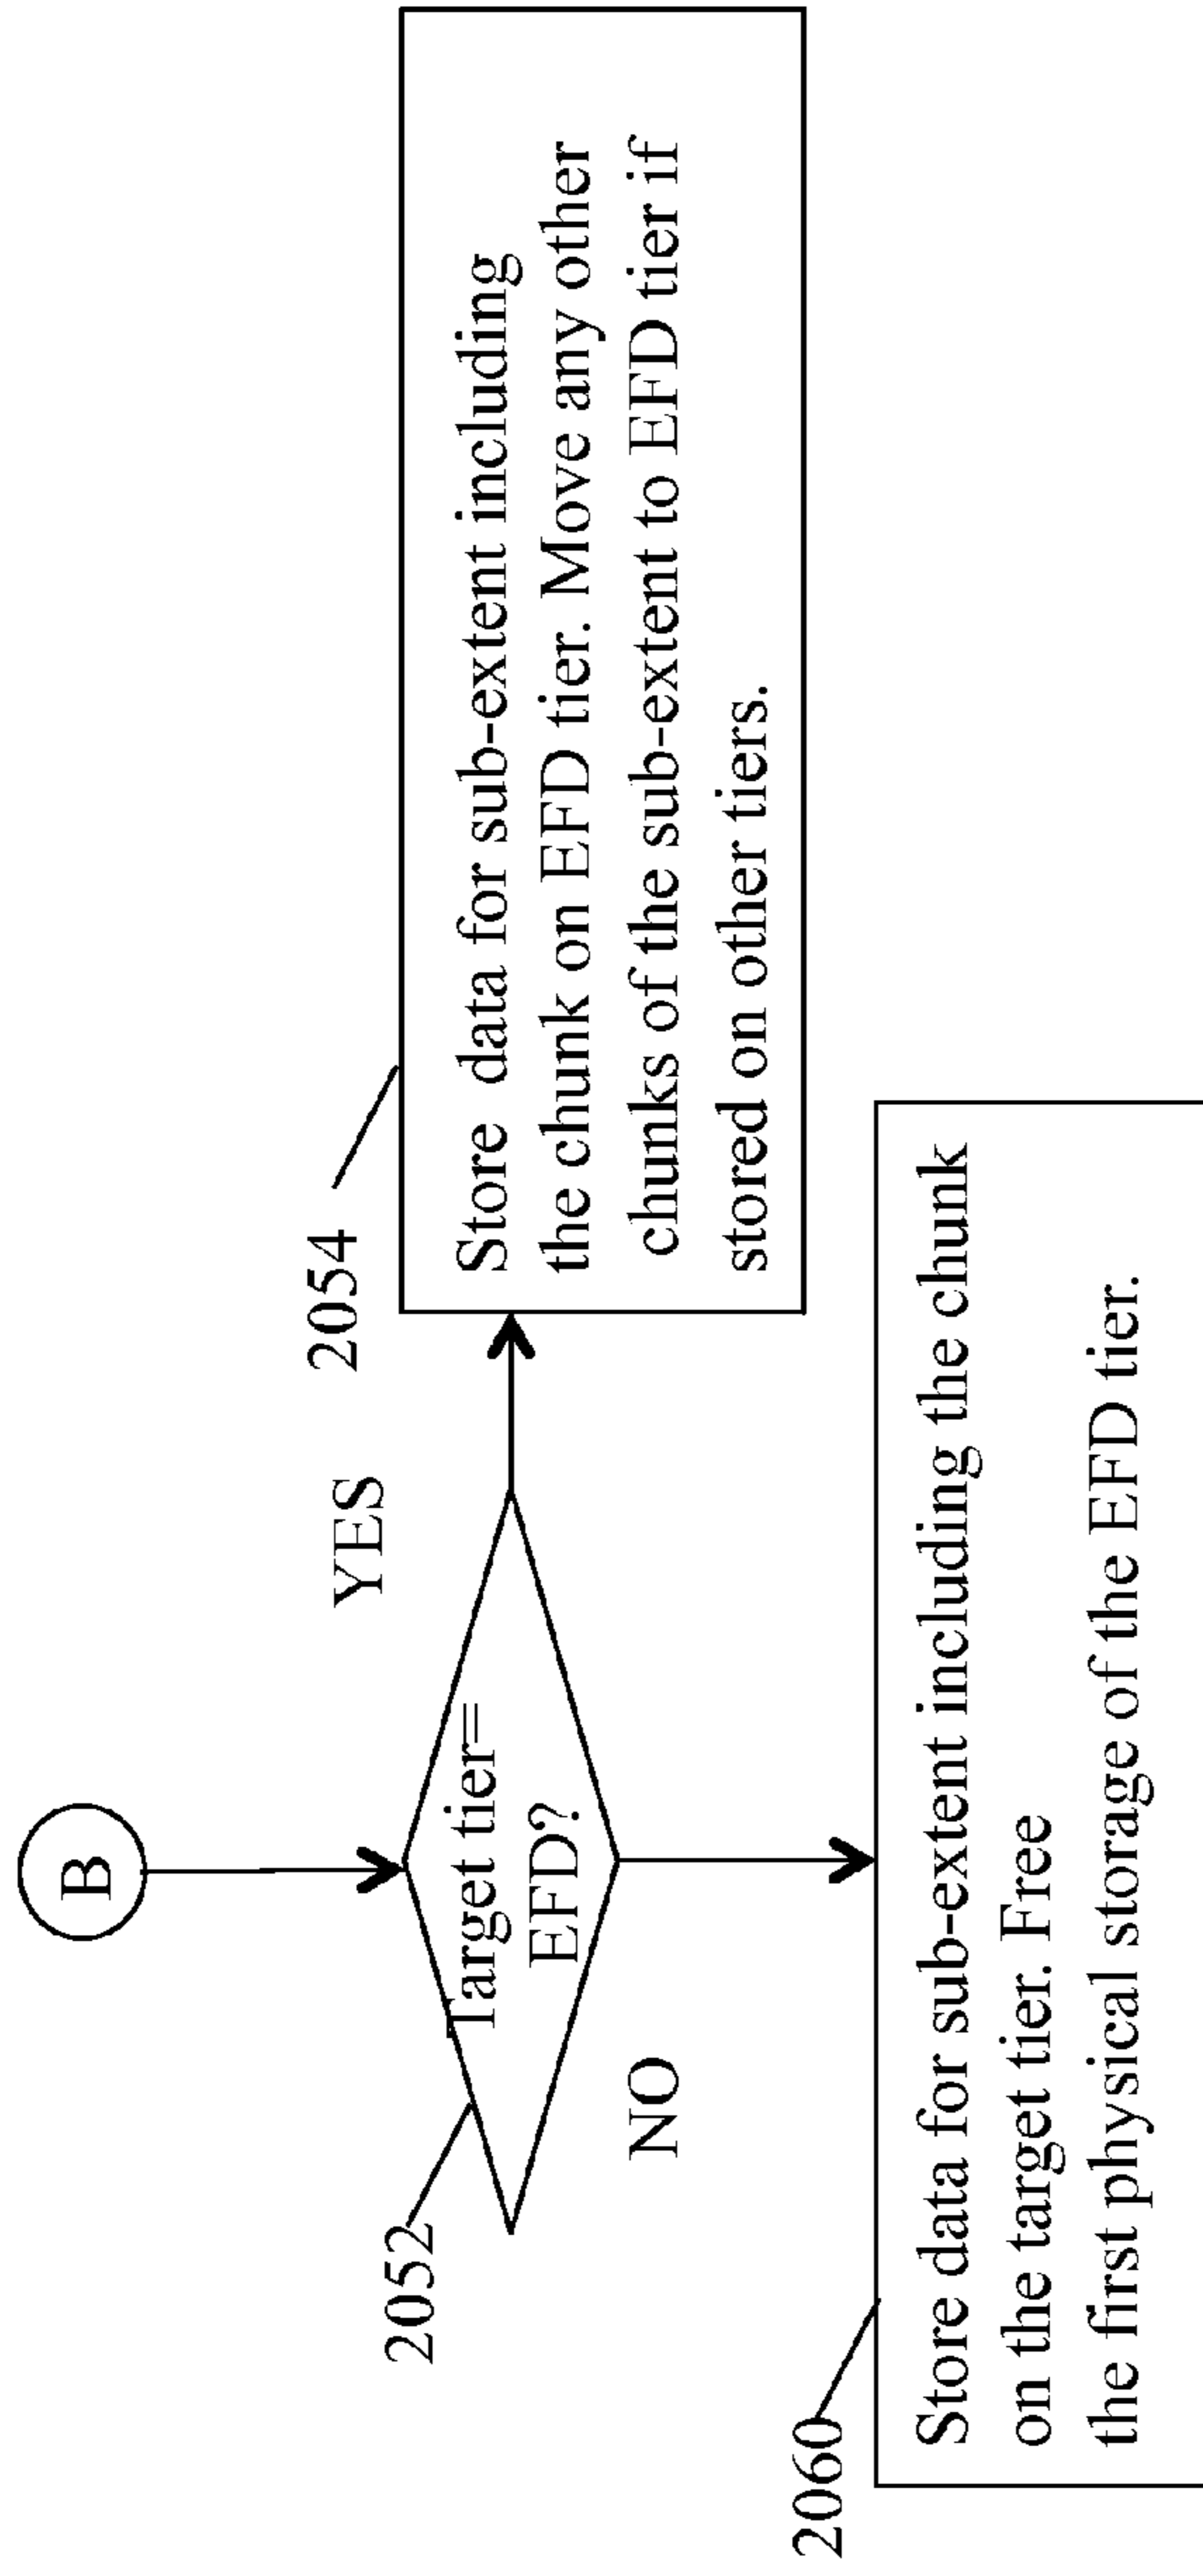 B
2052
Target tier=
EFD?
YES
2054
Store data for sub-extent including
the chunk on EFD tier. Move any other
chunks of the sub-extent to EFD tier if
stored on other tiers.
NO
2060
Store data for sub-extent including the chunk
on the target tier. Free
the first physical storage of the EFD tier.